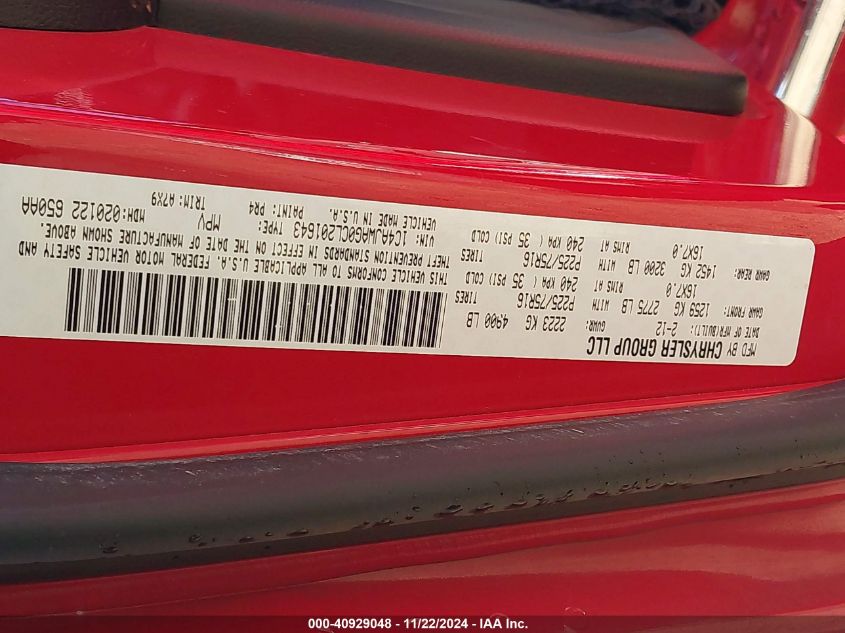 MFD BY
CHRYSLER GROUP LLC
DATE OF MFR(BUILT): 2-12
GVWR: 2223 KG 4900 LB
GAWR FRONT: 1259 KG 2775 LB WITH P225/75R16 TIRES
16X7.0 RIMS AT 240 KPA( 35 PSI) COLD
GAWR REAR: 1452 KG 3200 LB WITH P225/75R16 TIRES
16X7.0 RIMS AT 240 KPA( 35 PSI) COLD
THIS VEHICLE CONFORMS TO ALL APPLICABLE U.S.A. FEDERAL MOTOR VEHICLE SAFETY AND
THEFT PREVENTION STANDARDS IN EFFECT ON THE DATE OF MANUFACTURE SHOWN ABOVE.
VIN: TYPE: MPV MDH:020122 650AA
VEHICLE MADE IN U.S.A. PAINT: PR4 TRIM: A7X9
000-40929048 - 11/22/2024 - IAA Inc.